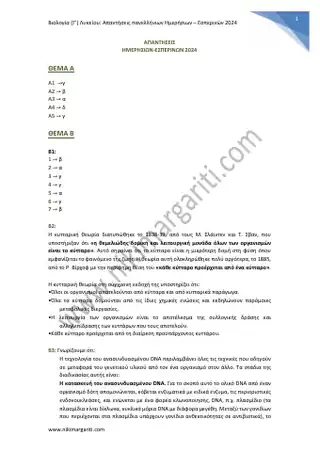 Βιολογία (Γ') Λυκείου: Απαντήσεις πανελλήνιων Ημερησίων – Εσπερινών 2024
1
ΑΠΑΝΤΗΣΕΙΣ
ΗΜΕΡΗΣΙΩΝ-ΕΣΠΕΡΙΝΩΝ 2024
ΘΕΜΑ Α
Α1 →γ
Α2 → β
Α3 → α
Α4 → δ
Α5 → γ
ΘΕΜΑ Β
Β1:
1 → β
2 → α
3 → γ
4 → γ
5 → α
6 → γ
7 → β
Β2:
Η κυτταρική θεωρία διατυπώθηκε το από τους Μ. Σλάιντεν και Τ. Σβαν, που
υποστήριξαν ότι «η θεμελιώδης δομική και λειτουργική μονάδα όλων των οργανισμών
είναι το κύτταρο». Αυτό σημαίνει ότι το κύτταρο είναι η μικρότερη δομή στη φύση όπου
εμφανίζεται το φαινόμενο της ζωής. Η θεωρία αυτή ολοκληρώθηκε πολύ αργότερα, το 1885,
από το Ρ. Βίρχοφ με την περίφημη θέση του «κάθε κύτταρο προέρχεται από ένα κύτταρο».
Η κυτταρική θεωρία στη σύγχρονη εκδοχή της υποστηρίζει ότι:
•Όλοι οι οργανισμοί αποτελούνται από κύτταρα και από κυτταρικά παράγωγα.
•Όλα τα κύτταρα δομούνται από τις ίδιες χημικές ενώσεις και εκδηλώνουν παρόμοιες
μεταβολικές διεργασίες.
•Η λειτουργία των οργανισμών είναι το αποτέλεσμα της συλλογικής δράσης και
αλληλεπίδρασης των κυττάρων που τους αποτελούν.
•Κάθε κύτταρο προέρχεται από τη διαίρεση προϋπάρχοντος κυττάρου.
Β3: Γνωρίζουμε ότι:
Η τεχνολογία του ανασυνδυασμένου DNA περιλαμβάνει όλες τις τεχνικές που οδηγούν
σε μεταφορά του γενετικού υλικού από τον ένα οργανισμό στον άλλο. Τα στάδια της
διαδικασίας αυτής είναι:
Η κατασκευή του ανασυνδυασμένου DNA. Για το σκοπό αυτό το ολικό DNA από έναν
οργανισμό δότη απομονώνεται, κόβεται ενζυματικά με ειδικά ένζυμα, τις περιοριστικές
ενδονουκλεάσες, και ενώνεται με ένα φορέα κλωνοποίησης, DNA, π.χ. πλασμίδιο (τα
πλασμίδια είναι δίκλωνα, κυκλικά μόρια DNA με διάφορα μεγέθη. Μεταξύ των γονιδίων
που περιέχονται στα πλασμίδια υπάρχουν γονίδια ανθεκτικότητας σε αντιβιοτικά), το
www.nikmargariti.com
www.nikmargariti.com